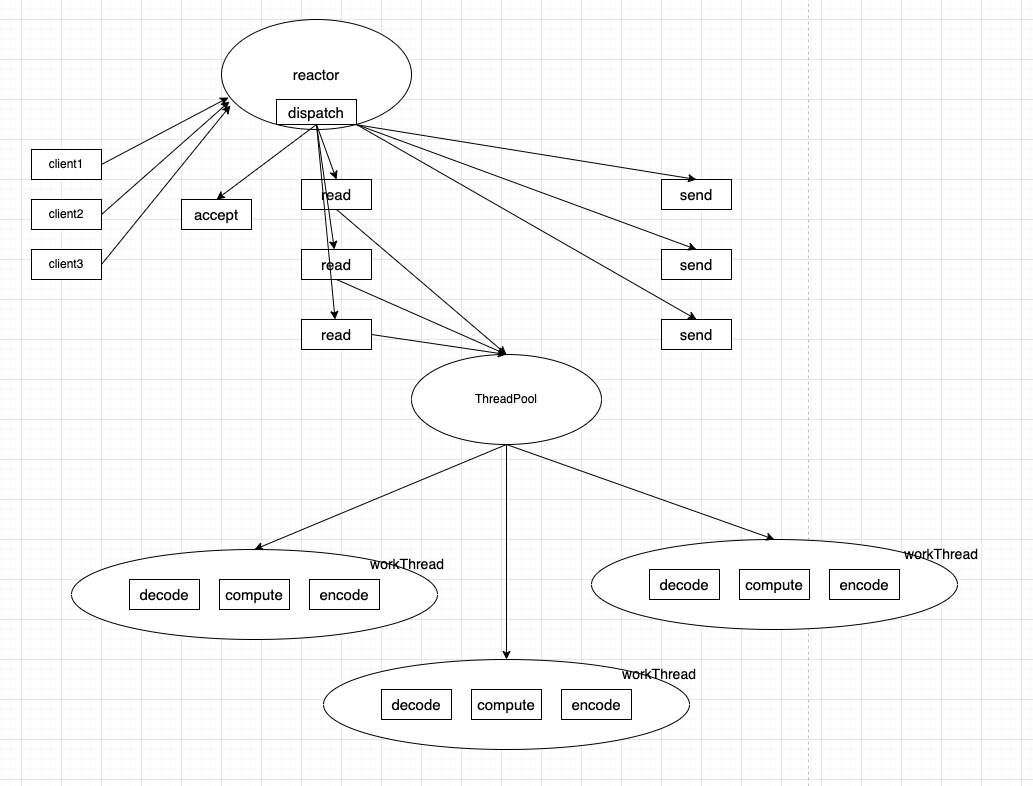 reactor
dispatch
client1
client2
client3
accept
read
read
read
send
send
send
ThreadPool
workThread
decode compute encode
workThread
decode compute encode
workThread
decode compute encode